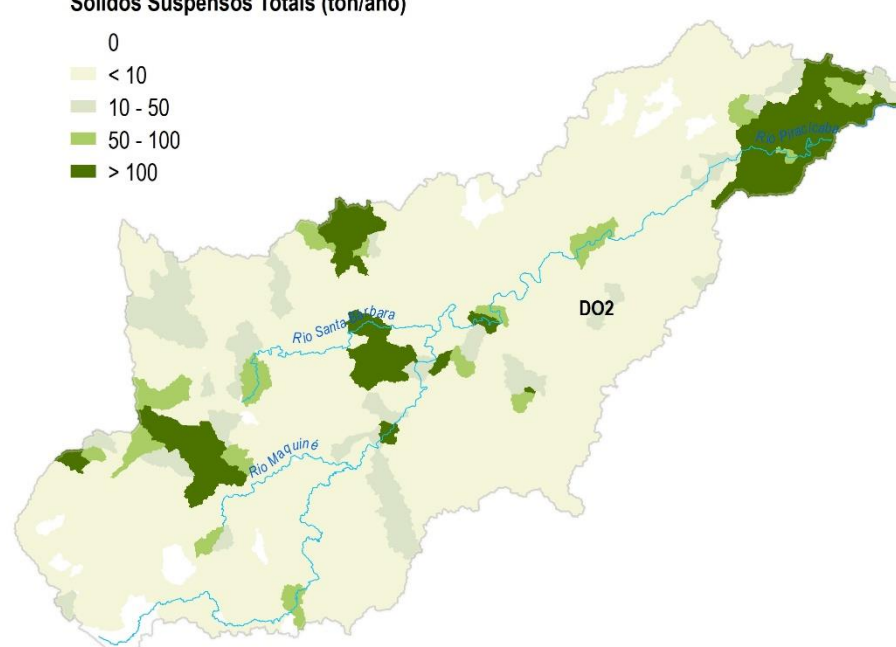 Sólidos Suspensos Totais (ton/ano)
0
< 10
10 - 50
50 - 100
> 100
Rio Piracicaba
DO2
Rio Santa Bárbara
Rio Maquiné